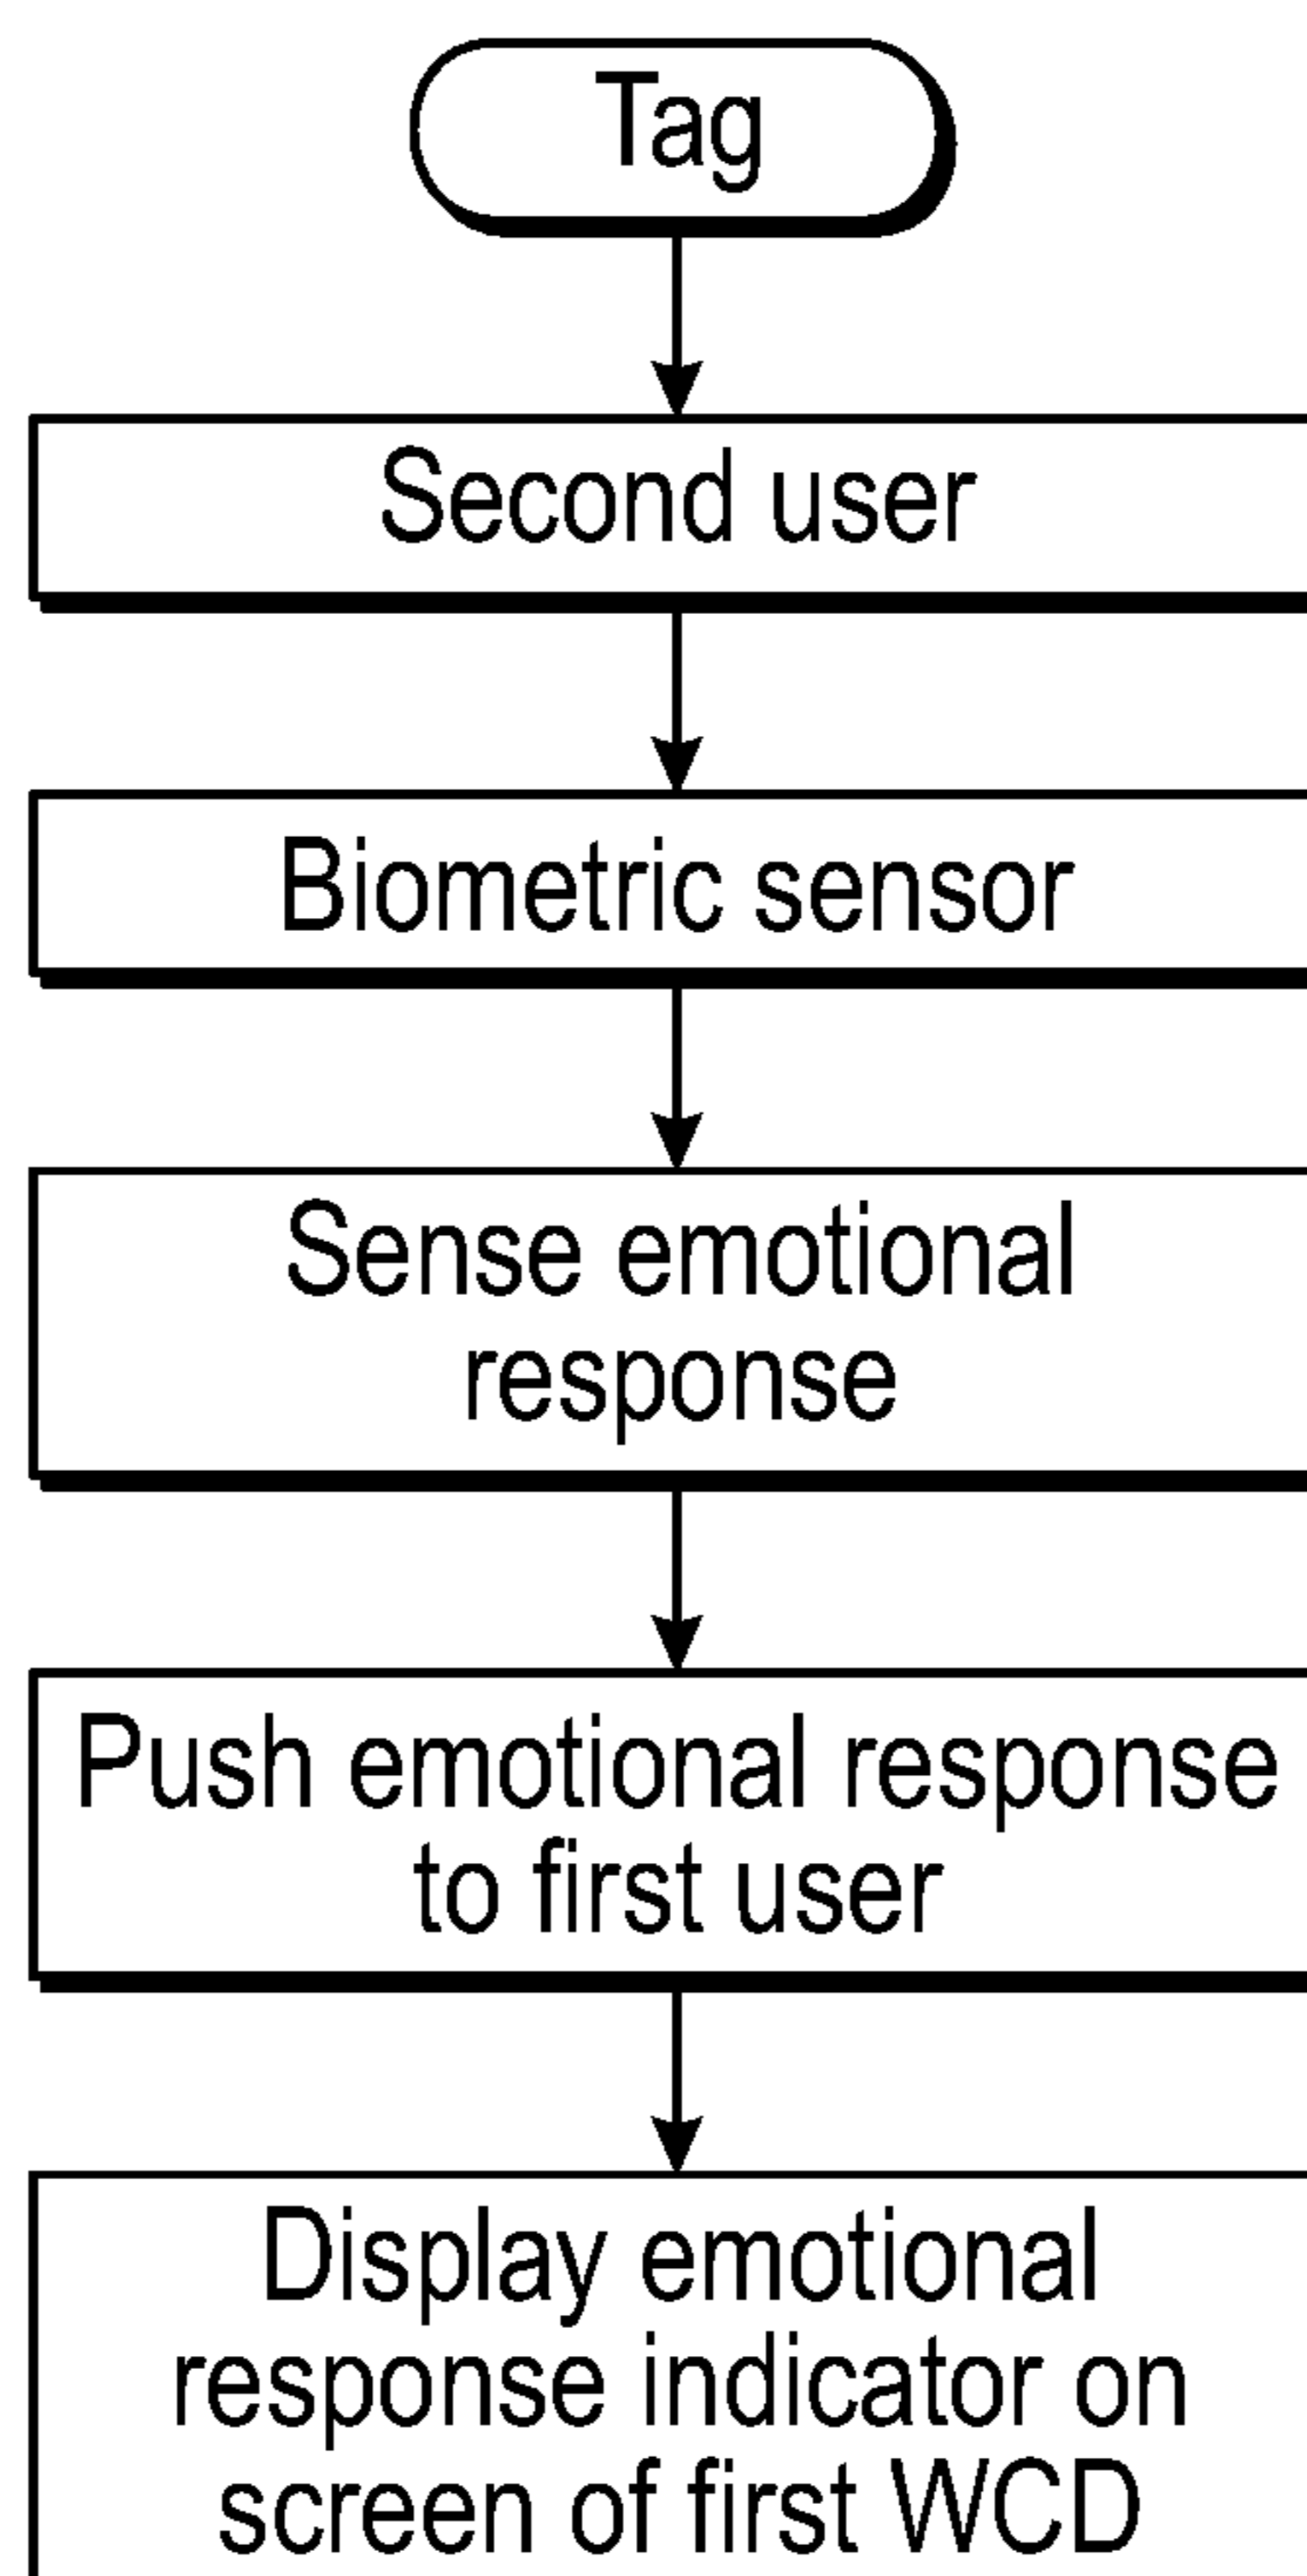 Tag
Second user
Biometric sensor
Sense emotional
response
Push emotional response
to first user
Display emotional
response indicator on
screen of first WCD